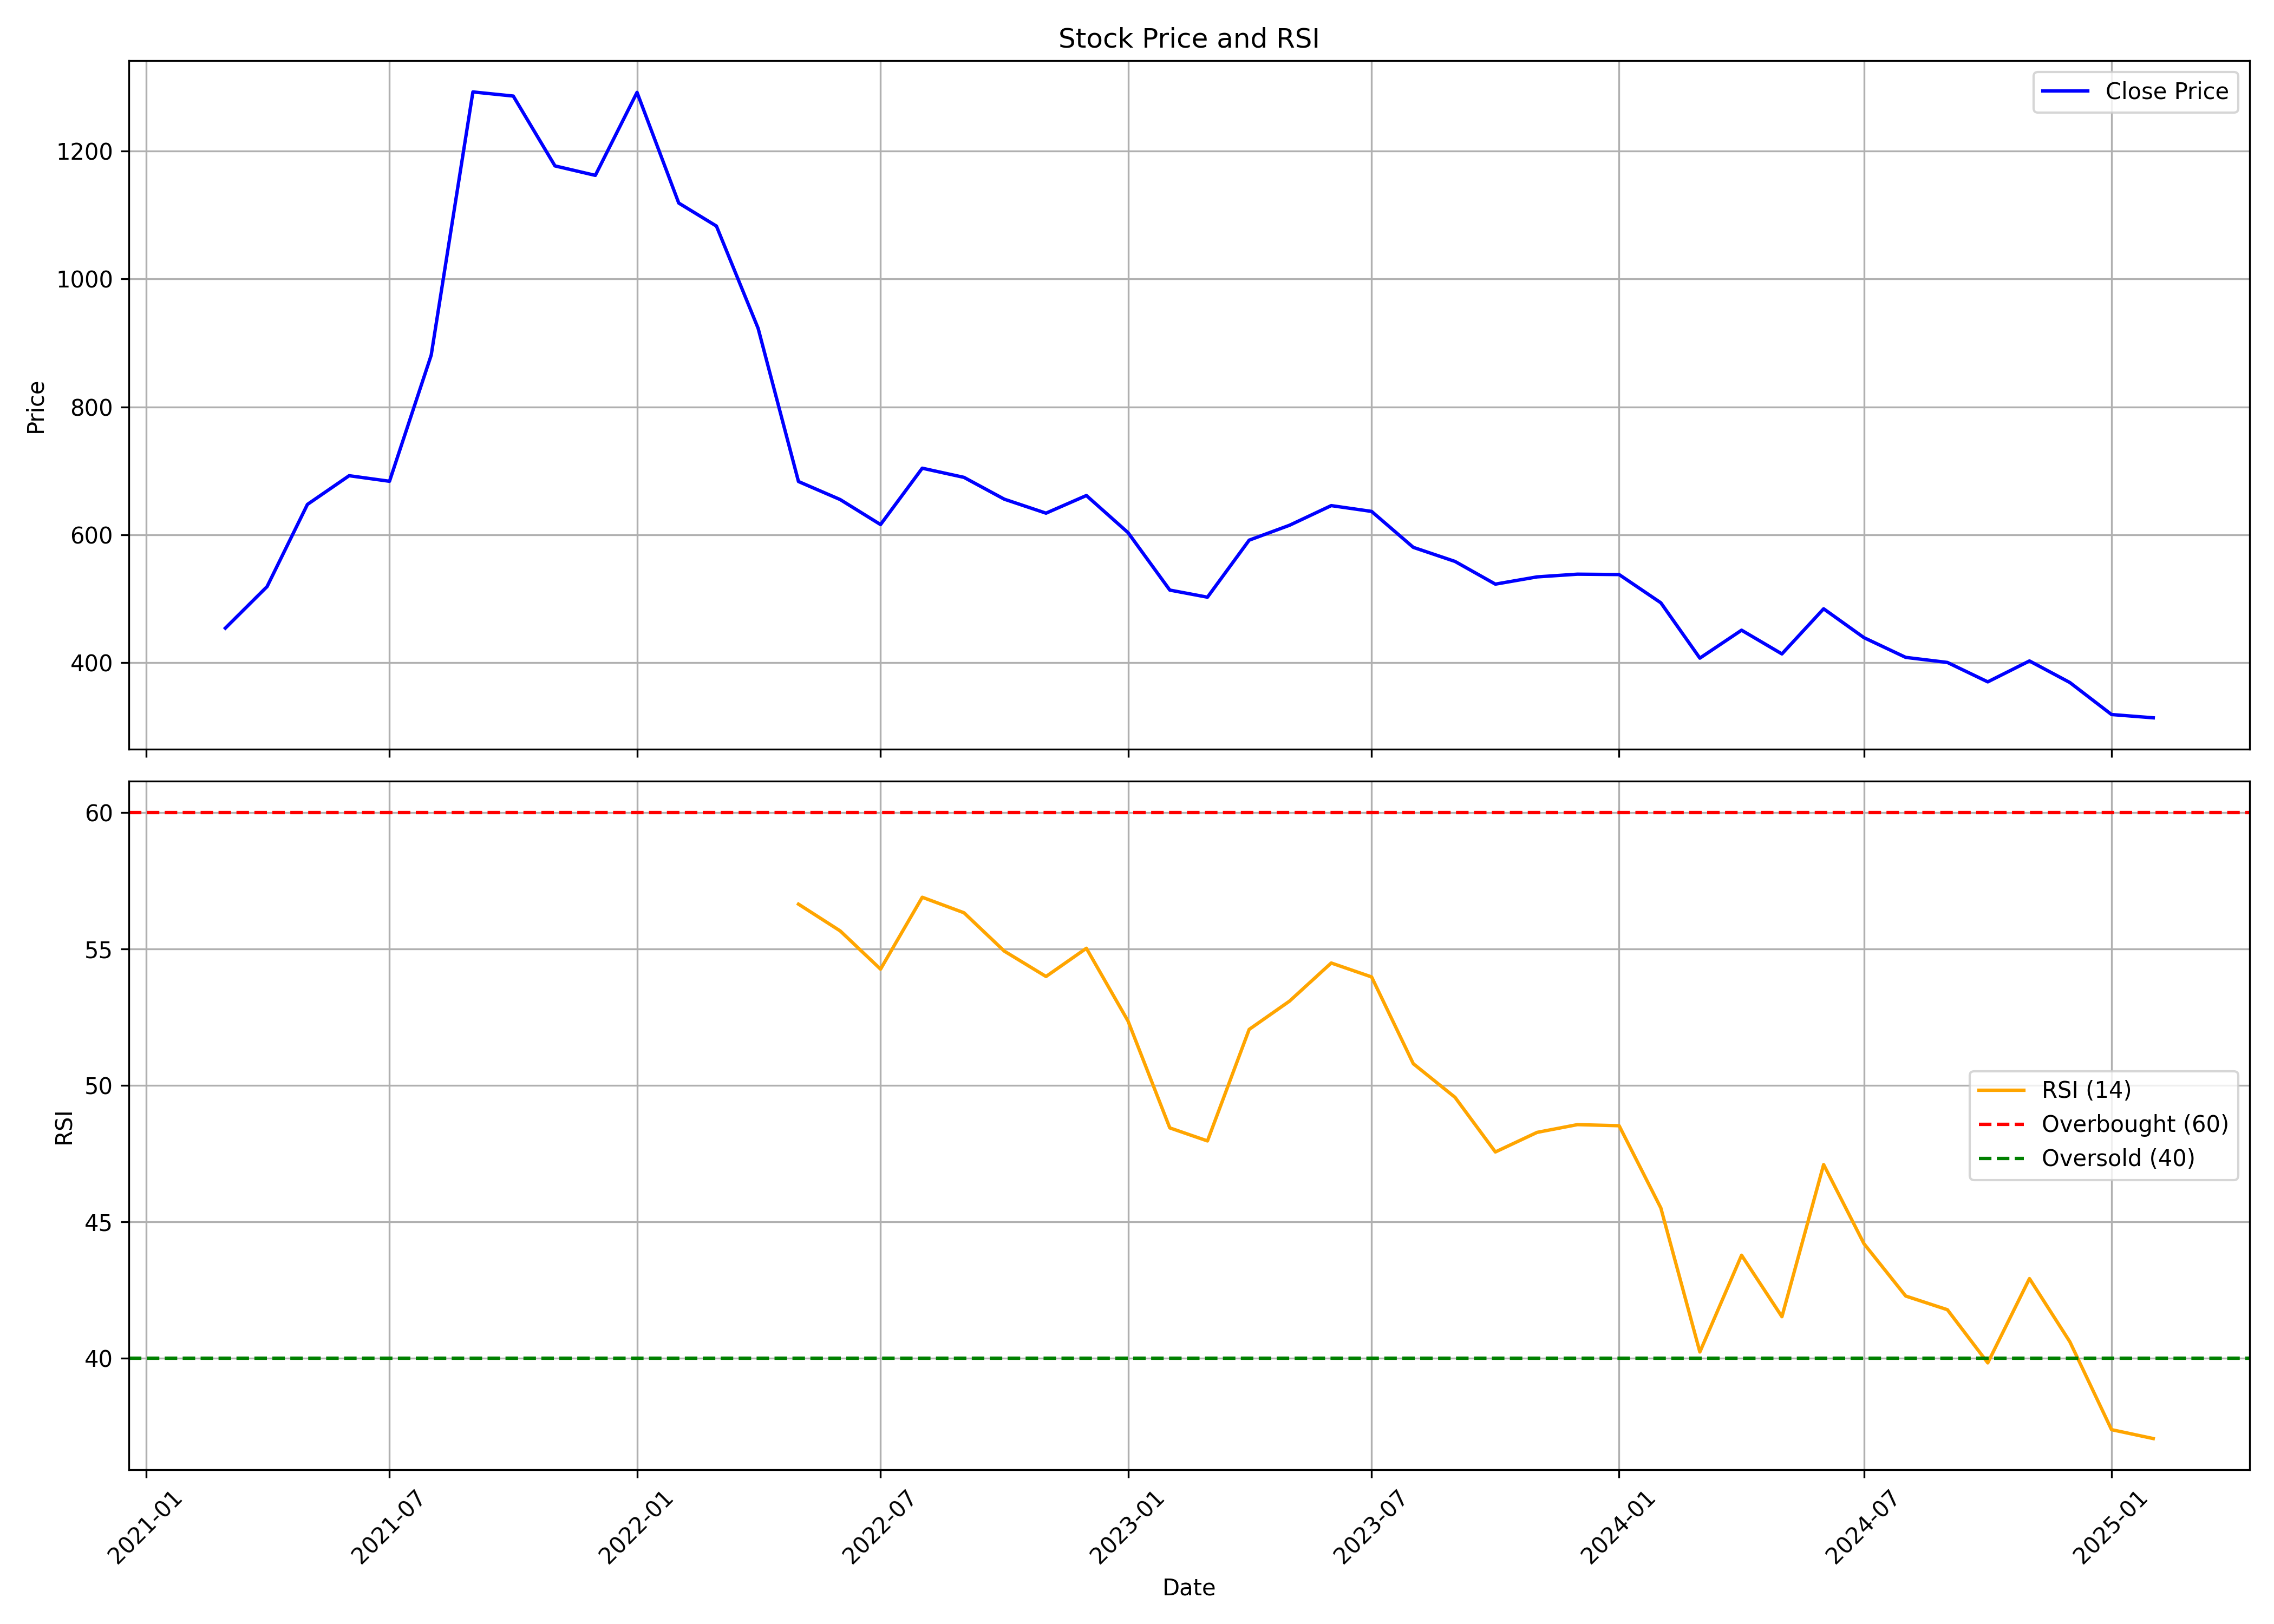 Stock Price and RSI
Close Price
Price
1200
1000
800
600
400
RSI
60
55
50
45
40
RSI (14)
Overbought (60)
Oversold (40)
2021-01
2021-07
2022-01
2022-07
2023-01
2023-07
2024-01
2024-07
2025-01
Date